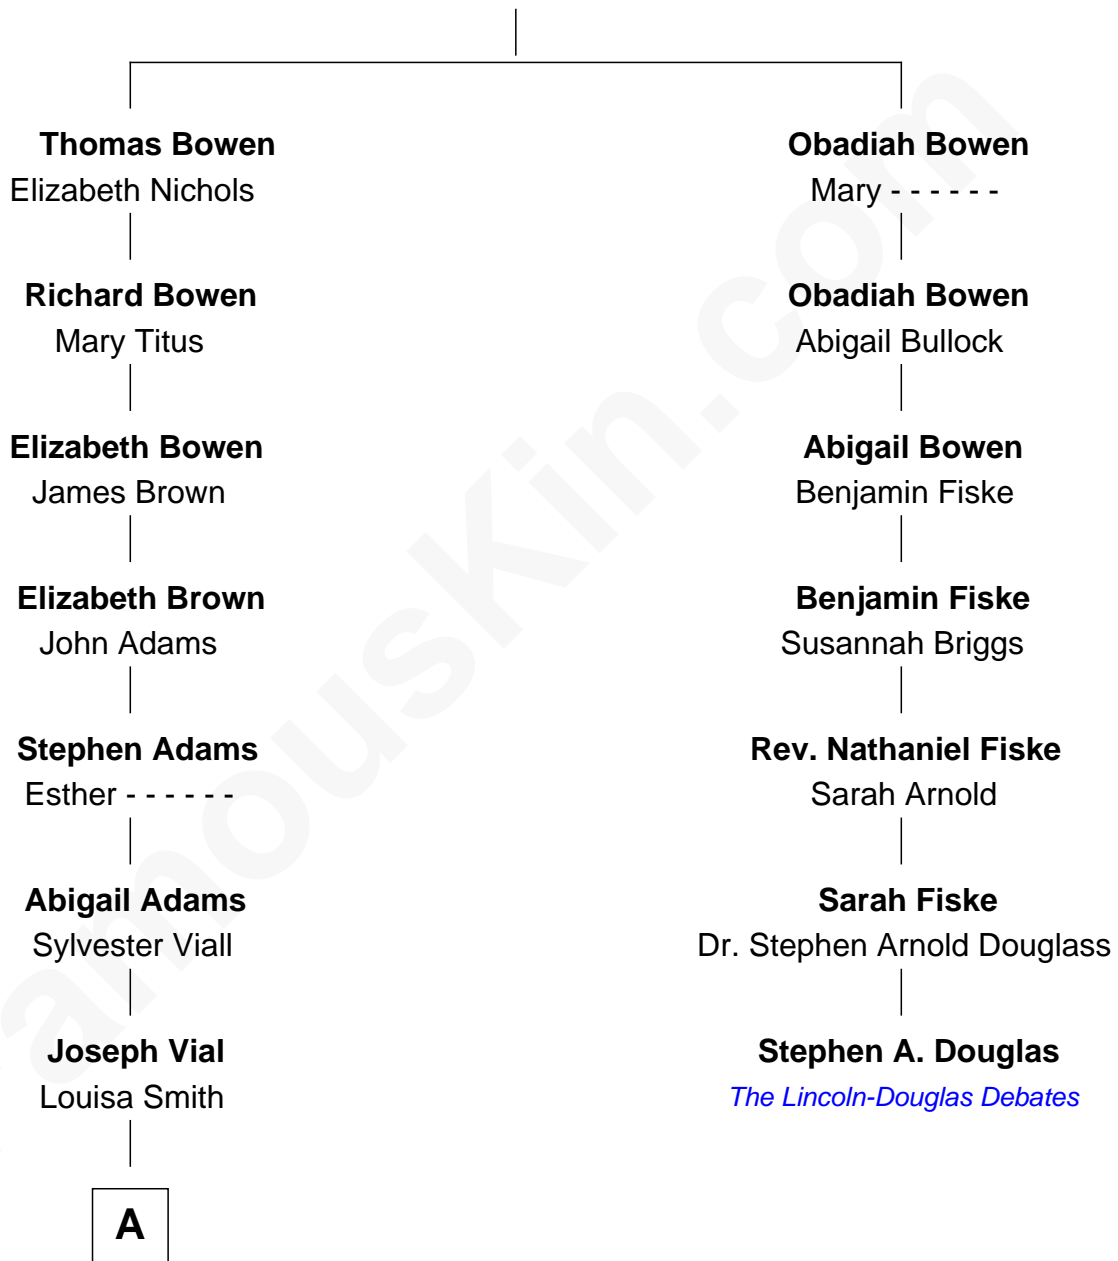 Thomas Bowen
Elizabeth Nichols
Richard Bowen
Mary Titus
Elizabeth Bowen
James Brown
Elizabeth Brown
John Adams
Stephen Adams
Esther - - - - - -
Abigail Adams
Sylvester Viall
Joseph Vial
Louisa Smith
A
Obadiah Bowen
Mary - - - - - -
Obadiah Bowen
Abigail Bullock
Abigail Bowen
Benjamin Fiske
Benjamin Fiske
Susannah Briggs
Rev. Nathaniel Fiske
Sarah Arnold
Sarah Fiske
Dr. Stephen Arnold Douglass
Stephen A. Douglas
The Lincoln-Douglas Debates
amousKin.com